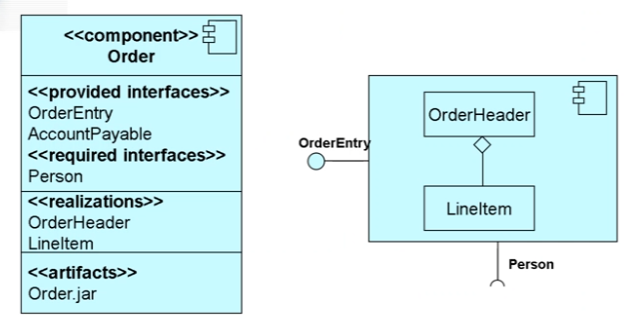 <<component>>
Order
<<provided interfaces>>
OrderEntry
AccountPayable
<<required interfaces>>
Person
<<realizations>>
OrderHeader
LineItem
<<artifacts>>
Order.jar
OrderEntry
OrderHeader
LineItem
Person